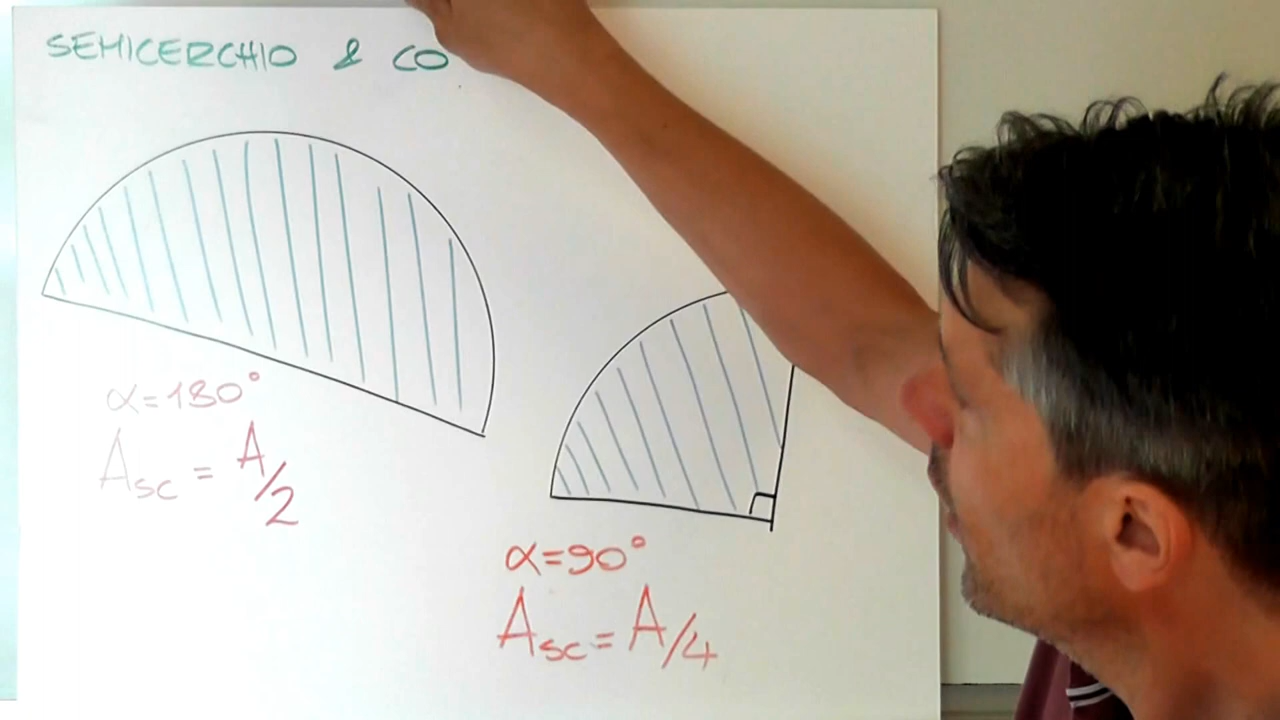 SEMICERCHIO & CO
α=180°
Asc = A/2
α=90°
Asc = A/4